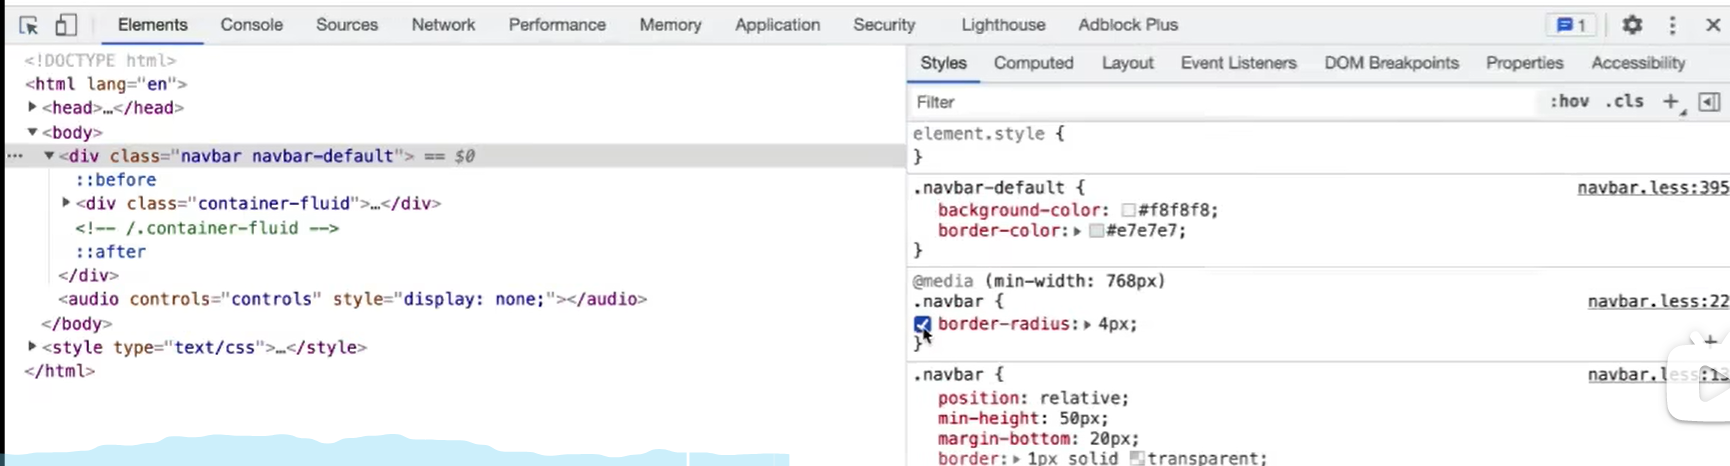 Elements Console Sources Network Performance Memory Application Security Lighthouse Adblock Plus 1
Styles Computed Layout Event Listeners DOM Breakpoints Properties Accessibility
Filter :hov .cls
<!DOCTYPE html>
<html lang="en">
<head>…</head>
<body>
<div class="navbar navbar-default"> == $0
::before
<div class="container-fluid">…</div>
<!-- /.container-fluid -->
::after
</div>
<audio controls="controls" style="display: none;"></audio>
</body>
<style type="text/css">…</style>
</html>
element.style {
}
.navbar-default { navbar.less:395
background-color: #f8f8f8;
border-color: #e7e7e7;
}
@media (min-width: 768px)
.navbar { navbar.less:22
border-radius: 4px;
}
.navbar { navbar.less:13
position: relative;
min-height: 50px;
margin-bottom: 20px;
border: 1px solid transparent;